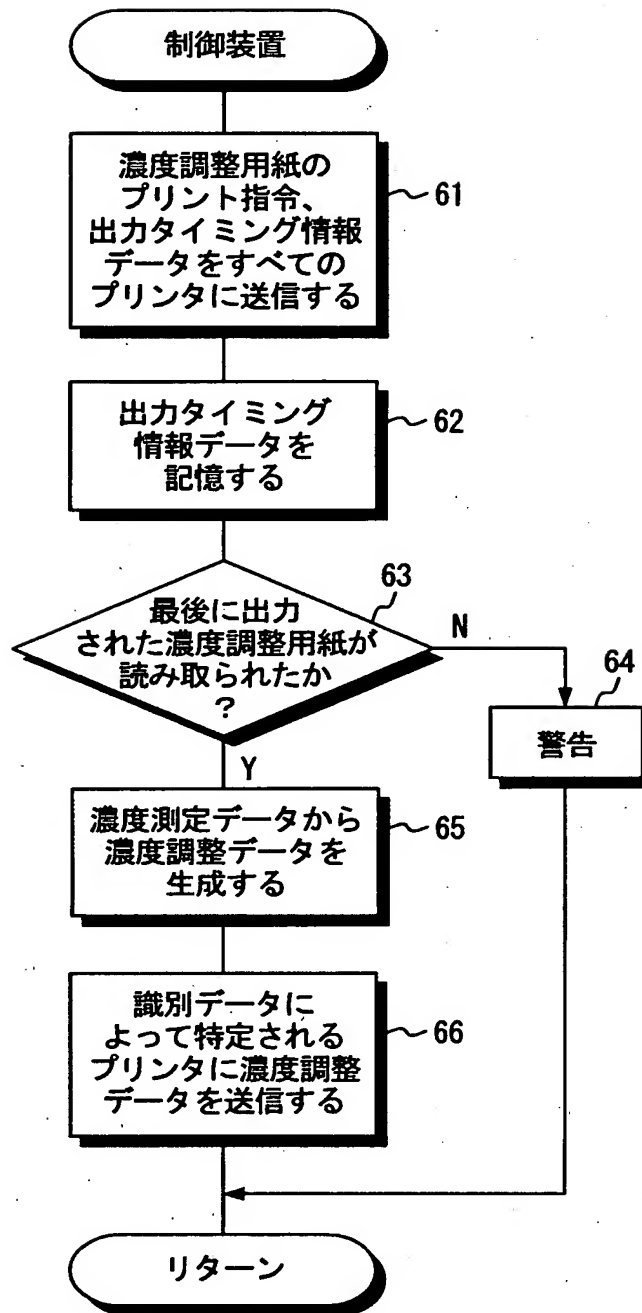 制御装置
濃度調整用紙の
プリント指令、
出力タイミング情報
データをすべての
プリンタに送信する
61
出力タイミング
情報データを
記憶する
62
63
最後に出力
された濃度調整用紙が
読み取られたか
？
N
64
警告
Y
濃度測定データから
濃度調整データを
生成する
65
識別データに
よって特定される
プリンタに濃度調整
データを送信する
66
リターン